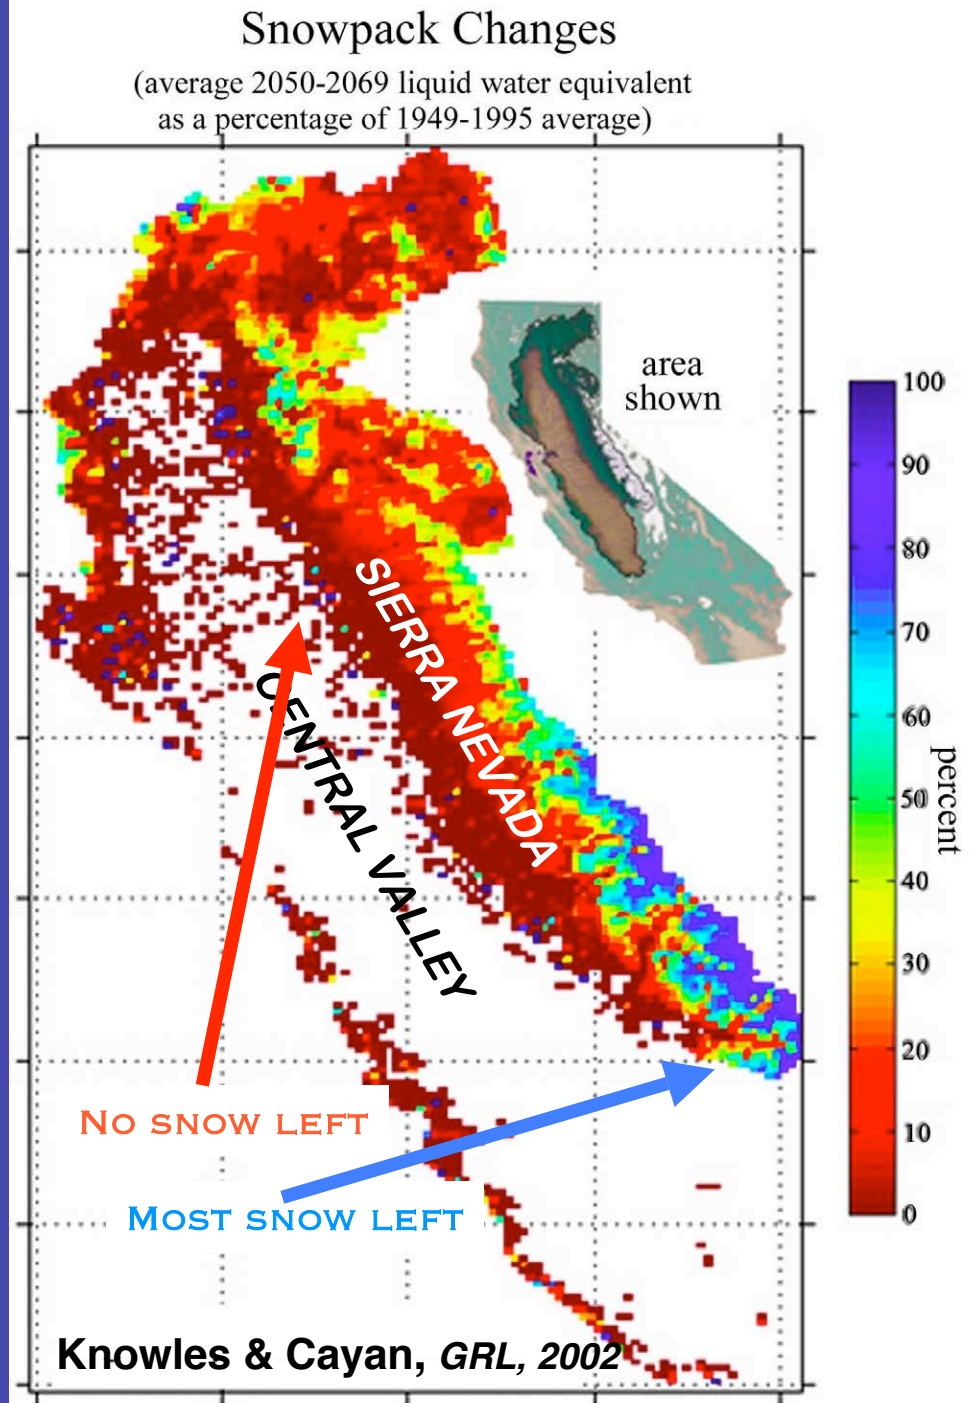 Snowpack Changes
(average 2050-2069 liquid water equivalent
as a percentage of 1949-1995 average)
area
shown
100
90
80
70
60
50
40
30
20
10
0
percent
SIERRA NEVADA
CENTRAL VALLEY
NO SNOW LEFT
MOST SNOW LEFT
Knowles & Cayan, GRL, 2002